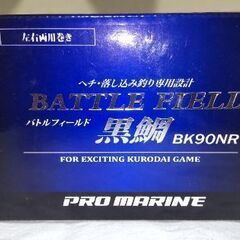 左右両用巻き
ヘチ・落し込み釣り専用設計
BATTLE FIELD
バトルフィールド
黒鯛 BK90NR
FOR EXCITING KURODAI GAME
PRO MARINE